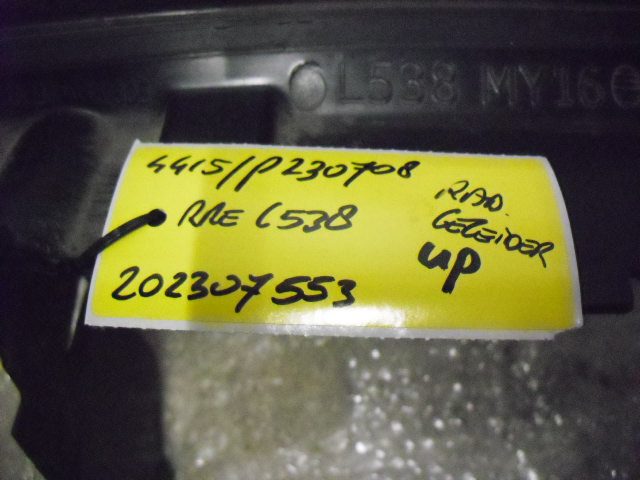 L538 MY16
4415/P230708
RRE L538
202307553
RAD.
GELEIDER
up